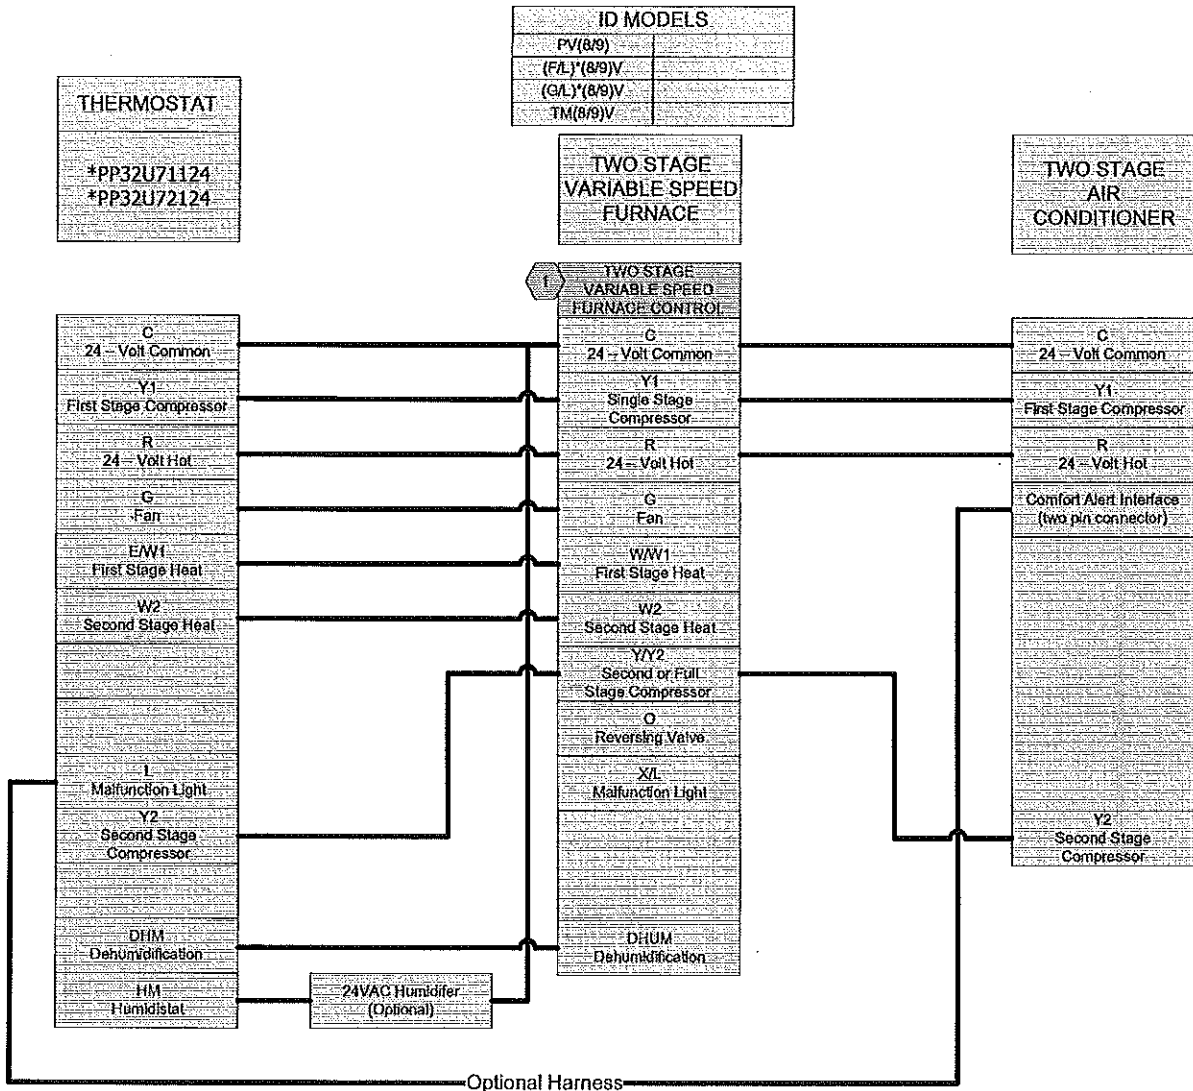 ID MODELS
PV(8/9)
(F/L)*(8/9)V
(G/L)*(8/9)V
TM(8/9)V
THERMOSTAT
*PP32U71124
*PP32U72124
TWO STAGE
VARIABLE SPEED
FURNACE
TWO STAGE
AIR
CONDITIONER
1
TWO STAGE
VARIABLE SPEED
FURNACE CONTROL
C
24 – Volt Common
Y1
First Stage Compressor
R
24 – Volt Hot
G
Fan
E/W1
First Stage Heat
W2
Second Stage Heat
L
Malfunction Light
Y2
Second Stage
Compressor
DHM
Dehumidification
HM
Humidistat
24VAC Humidifer
(Optional)
C
24 – Volt Common
Y1
Single Stage
Compressor
R
24 – Volt Hot
G
Fan
W/W1
First Stage Heat
W2
Second Stage Heat
Y/Y2
Second or Full
Stage Compressor
O
Reversing Valve
X/L
Malfunction Light
DHUM
Dehumidification
C
24 – Volt Common
Y1
First Stage Compressor
R
24 – Volt Hot
Comfort Alert Interface
(two pin connector)
Y2
Second Stage
Compressor
Optional Harness